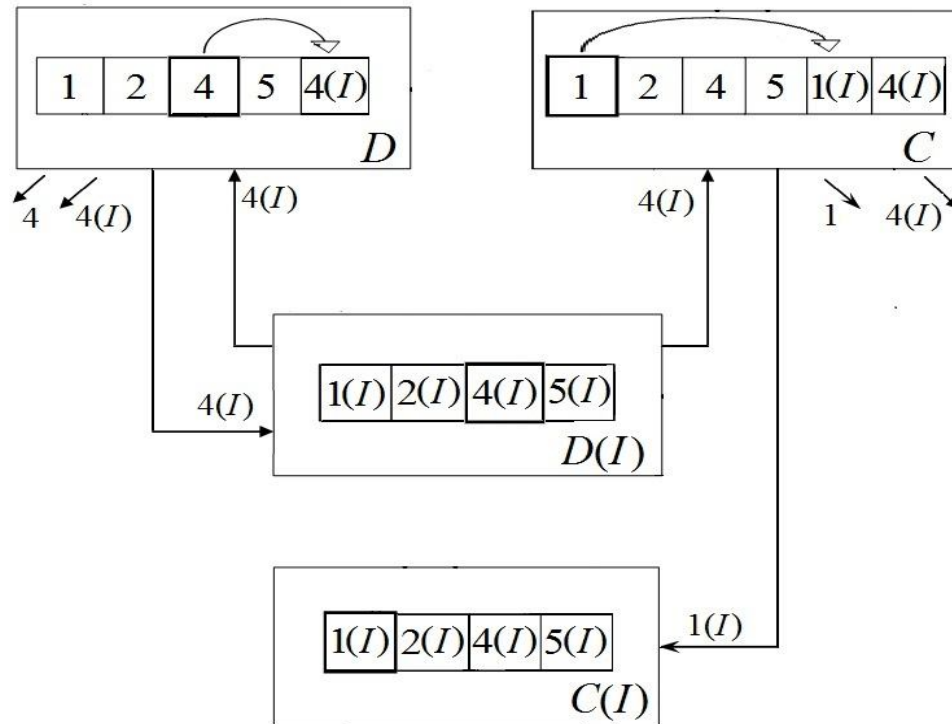 1 2 4 5 4(I)
D
1 2 4 5 1(I) 4(I)
C
4 4(I) 4(I)
4(I) 1 4(I)
4(I)
1(I) 2(I) 4(I) 5(I)
D(I)
1(I) 2(I) 4(I) 5(I)
C(I)
1(I)